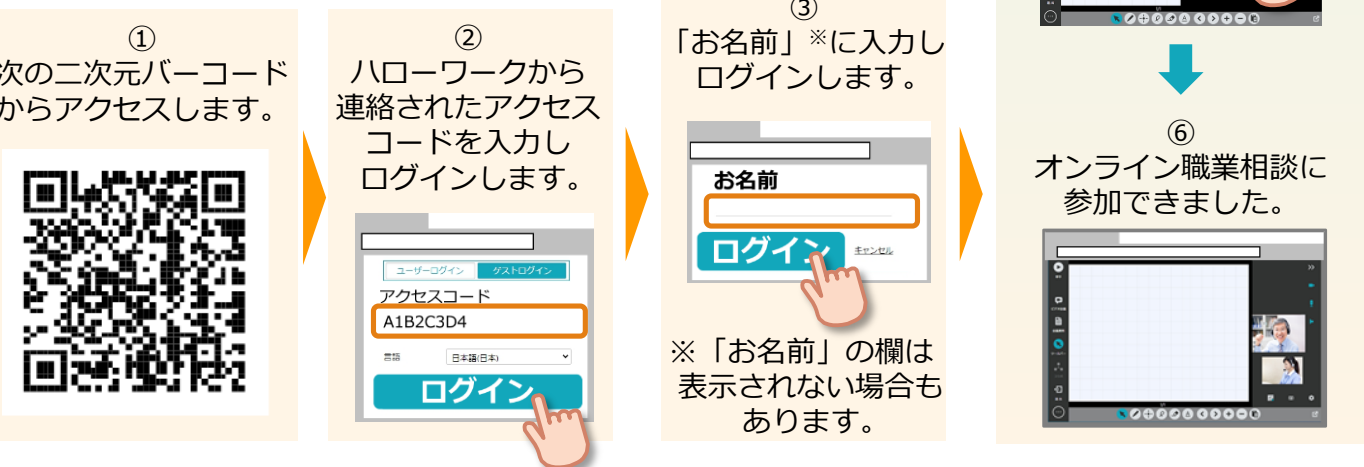 ①
次の二次元バーコード
からアクセスします。
②
ハローワークから
連絡されたアクセス
コードを入力し
ログインします。
ユーザーログイン ゲストログイン
アクセスコード
A1B2C3D4
言語 日本語(日本)
ログイン
③
「お名前」※に入力し
ログインします。
お名前
ログイン キャンセル
※「お名前」の欄は
表示されない場合も
あります。
⑥
オンライン職業相談に
参加できました。